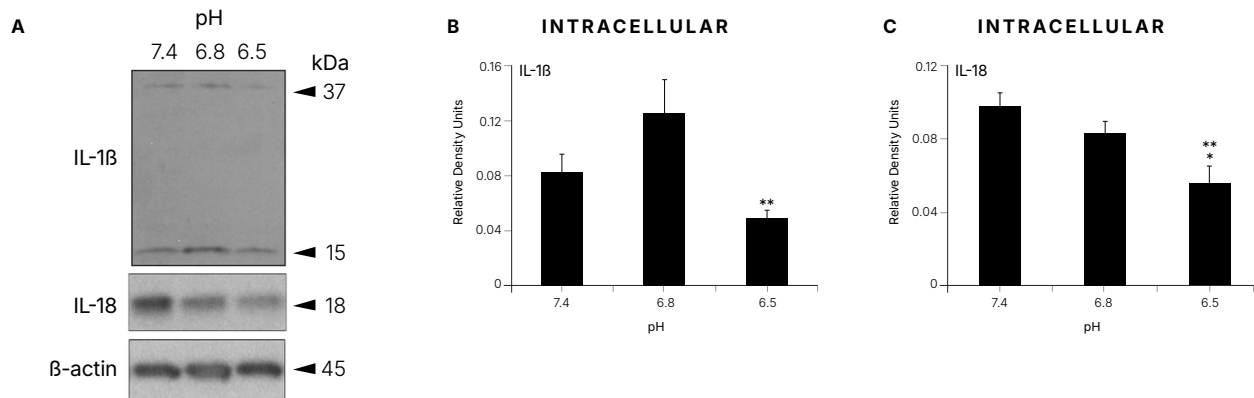 A
pH
7.4 6.8 6.5
kDa
37
IL-1ß
15
IL-18
18
ß-actin
45
B
INTRACELLULAR
IL-1ß
Relative Density Units
0.16
0.12
0.08
0.04
0
**
7.4 6.8 6.5
pH
C
INTRACELLULAR
IL-18
Relative Density Units
0.12
0.08
0.04
0
**
*
7.4 6.8 6.5
pH